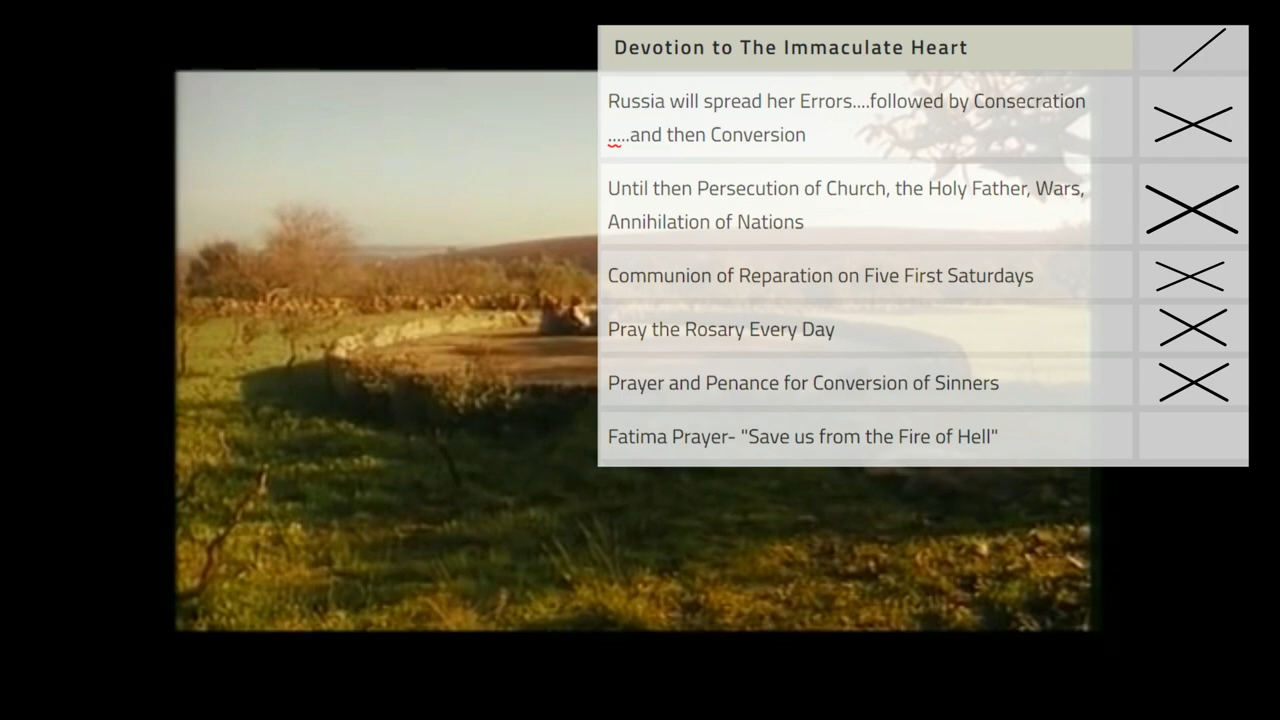 Devotion to The Immaculate Heart
Russia will spread her Errors....followed by Consecration
.....and then Conversion
Until then Persecution of Church, the Holy Father, Wars,
Annihilation of Nations
Communion of Reparation on Five First Saturdays
Pray the Rosary Every Day
Prayer and Penance for Conversion of Sinners
Fatima Prayer- "Save us from the Fire of Hell"